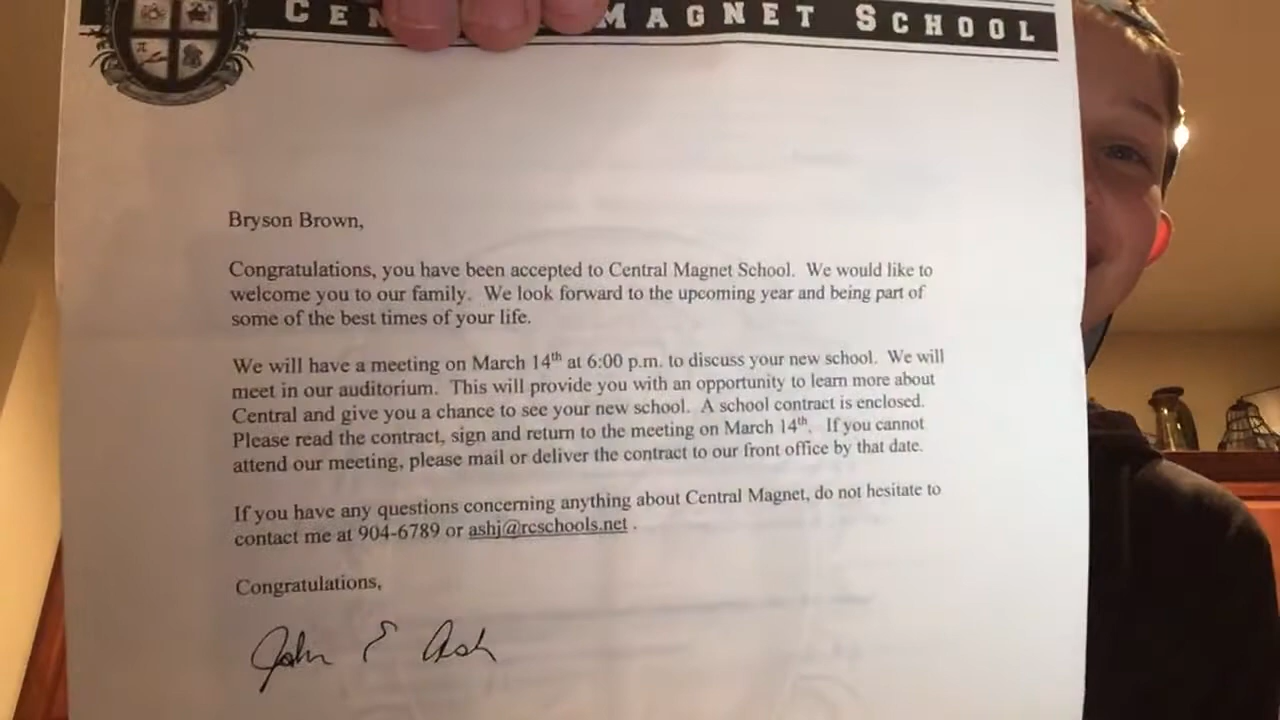 CEN MAGNET SCHOOL
Bryson Brown,
Congratulations, you have been accepted to Central Magnet School. We would like to
welcome you to our family. We look forward to the upcoming year and being part of
some of the best times of your life.
We will have a meeting on March 14th at 6:00 p.m. to discuss your new school. We will
meet in our auditorium. This will provide you with an opportunity to learn more about
Central and give you a chance to see your new school. A school contract is enclosed.
Please read the contract, sign and return to the meeting on March 14th. If you cannot
attend our meeting, please mail or deliver the contract to our front office by that date.
If you have any questions concerning anything about Central Magnet, do not hesitate to
contact me at 904-6789 or ashj@rcschools.net .
Congratulations,
John E Ash